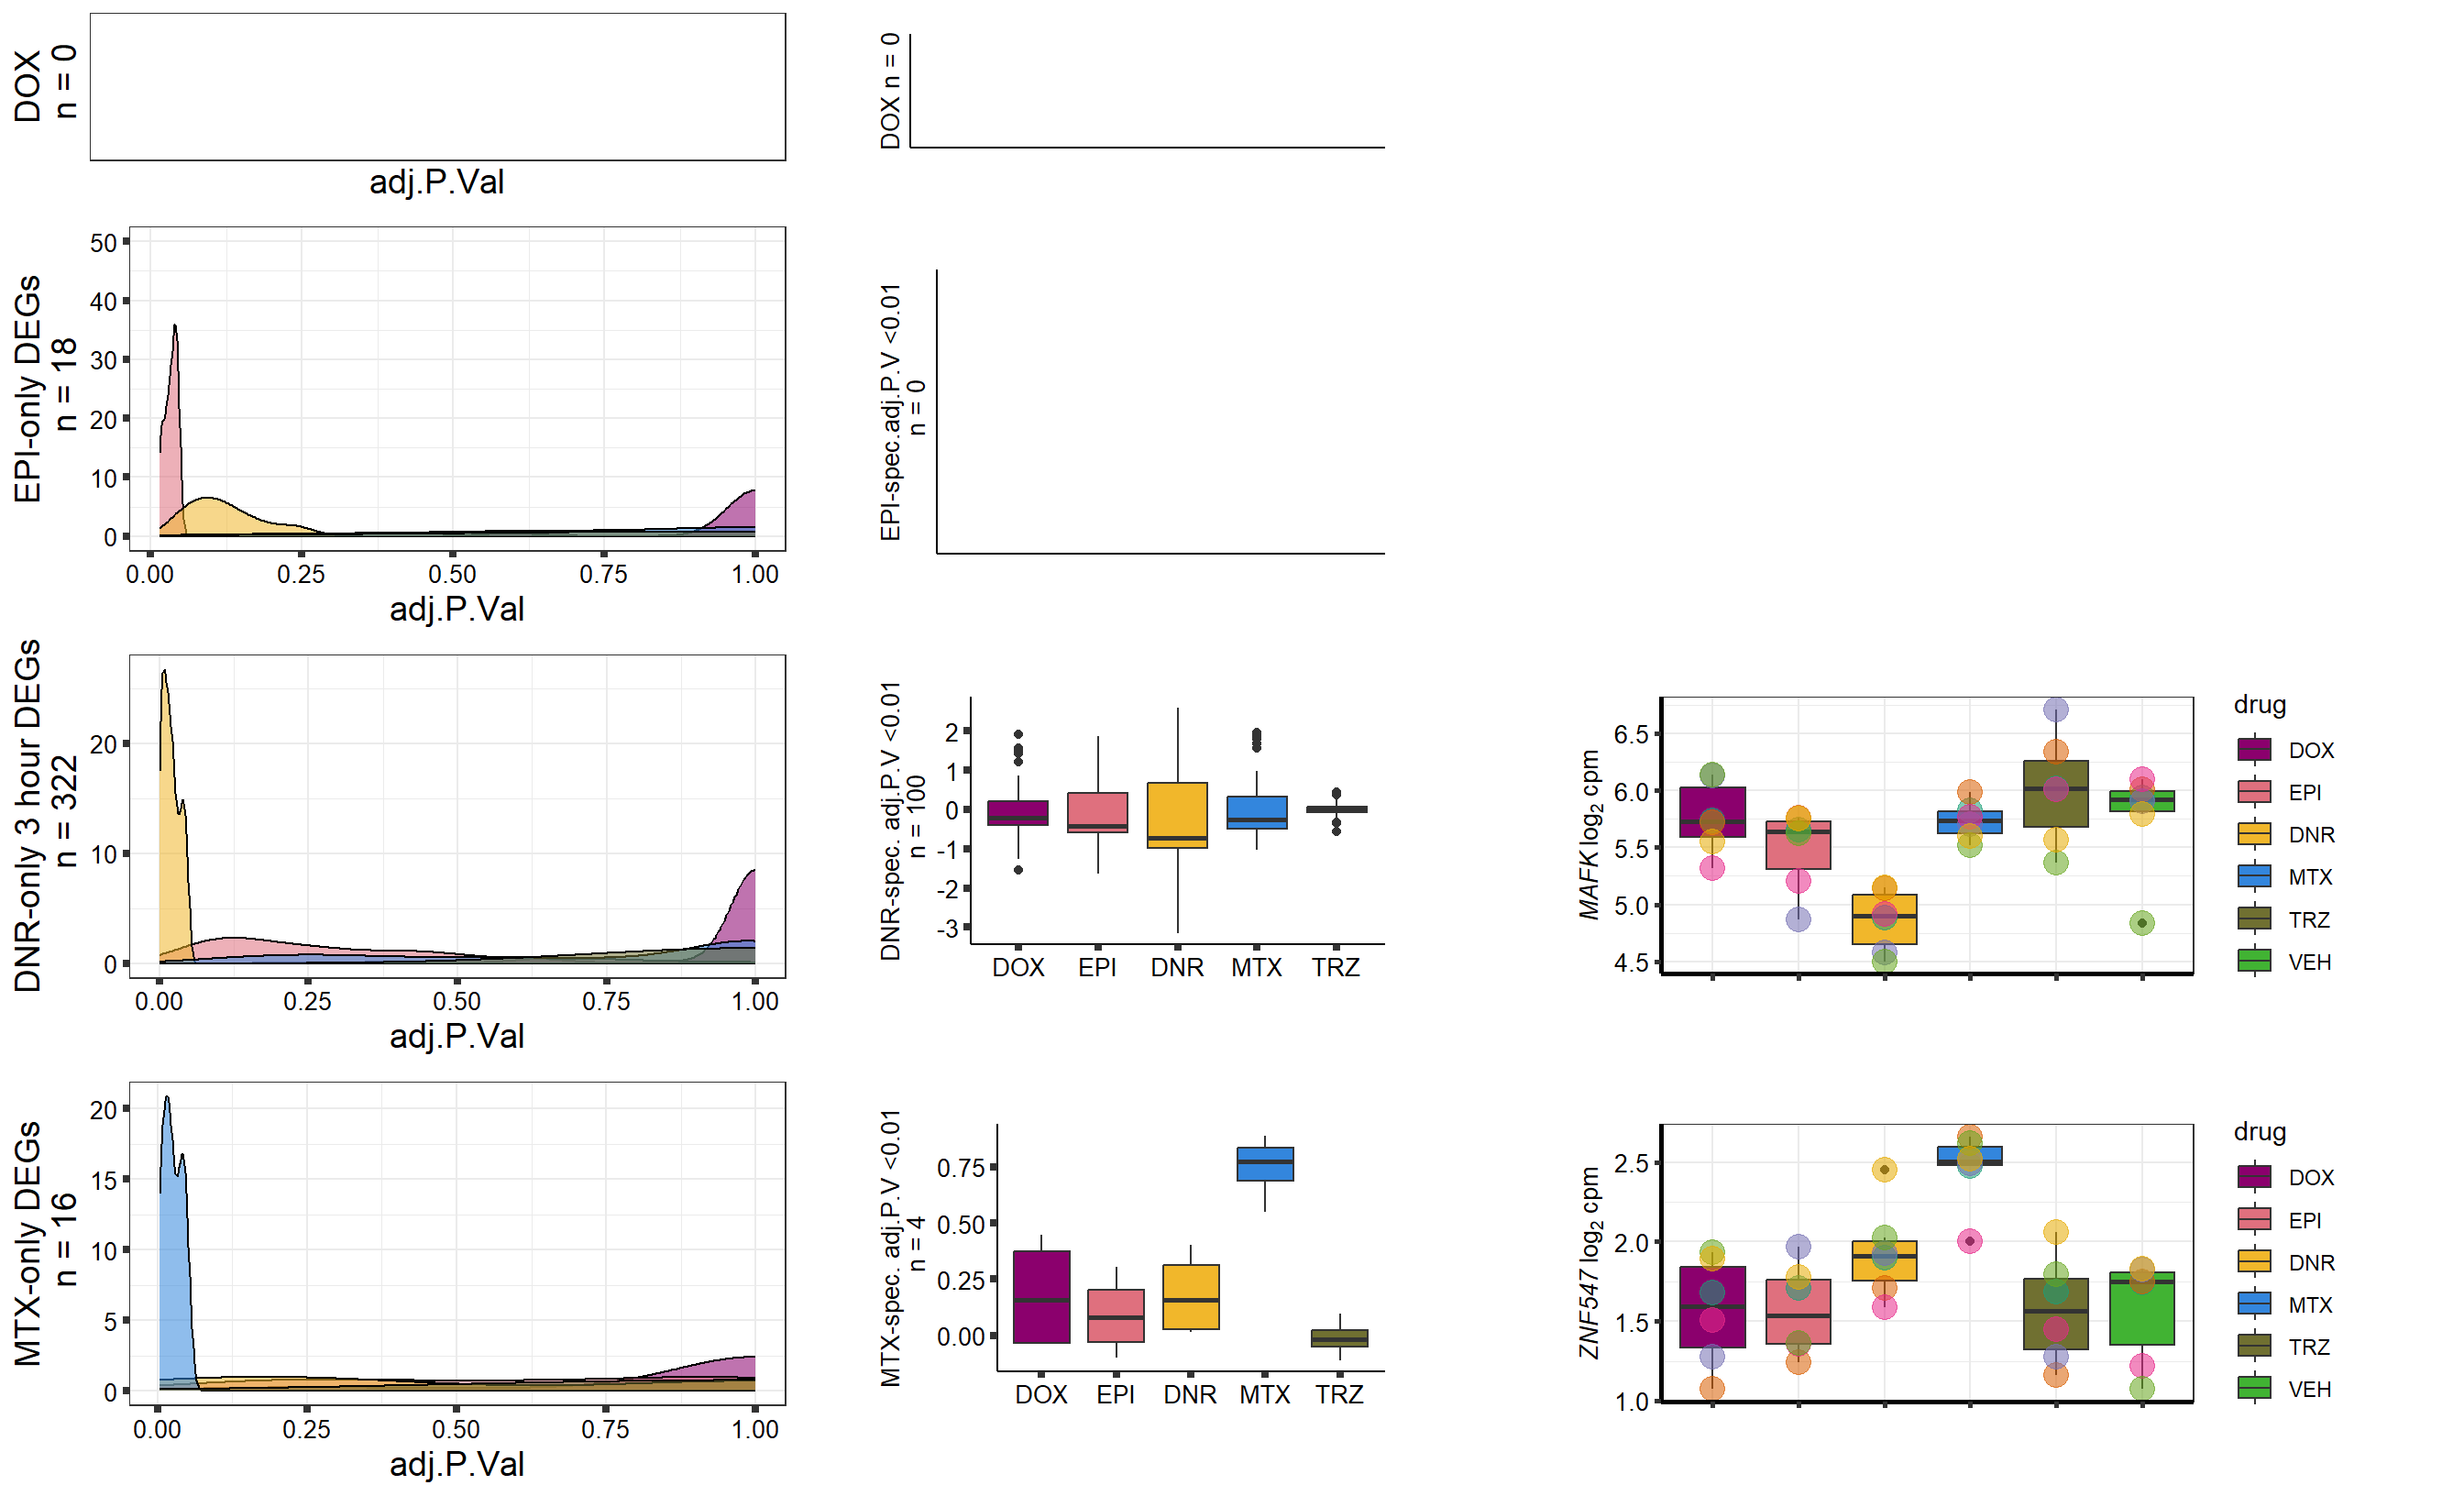 DOX
n = 0
adj.P.Val
DOX n = 0
EPI-only DEGs
n = 18
50
40
30
20
10
0
0.00 0.25 0.50 0.75 1.00
adj.P.Val
EPI-spec.adj.P.V <0.01
n = 0
DNR-only 3 hour DEGs
n = 322
20
10
0
0.00 0.25 0.50 0.75 1.00
adj.P.Val
DNR-spec. adj.P.V <0.01
n = 100
2
1
0
-1
-2
-3
DOX EPI DNR MTX TRZ
MAFK log2 cpm
6.5
6.0
5.5
5.0
4.5
drug
DOX
EPI
DNR
MTX
TRZ
VEH
MTX-only DEGs
n = 16
20
15
10
5
0
0.00 0.25 0.50 0.75 1.00
adj.P.Val
MTX-spec. adj.P.V <0.01
n = 4
0.75
0.50
0.25
0.00
DOX EPI DNR MTX TRZ
ZNF547 log2 cpm
2.5
2.0
1.5
1.0
drug
DOX
EPI
DNR
MTX
TRZ
VEH